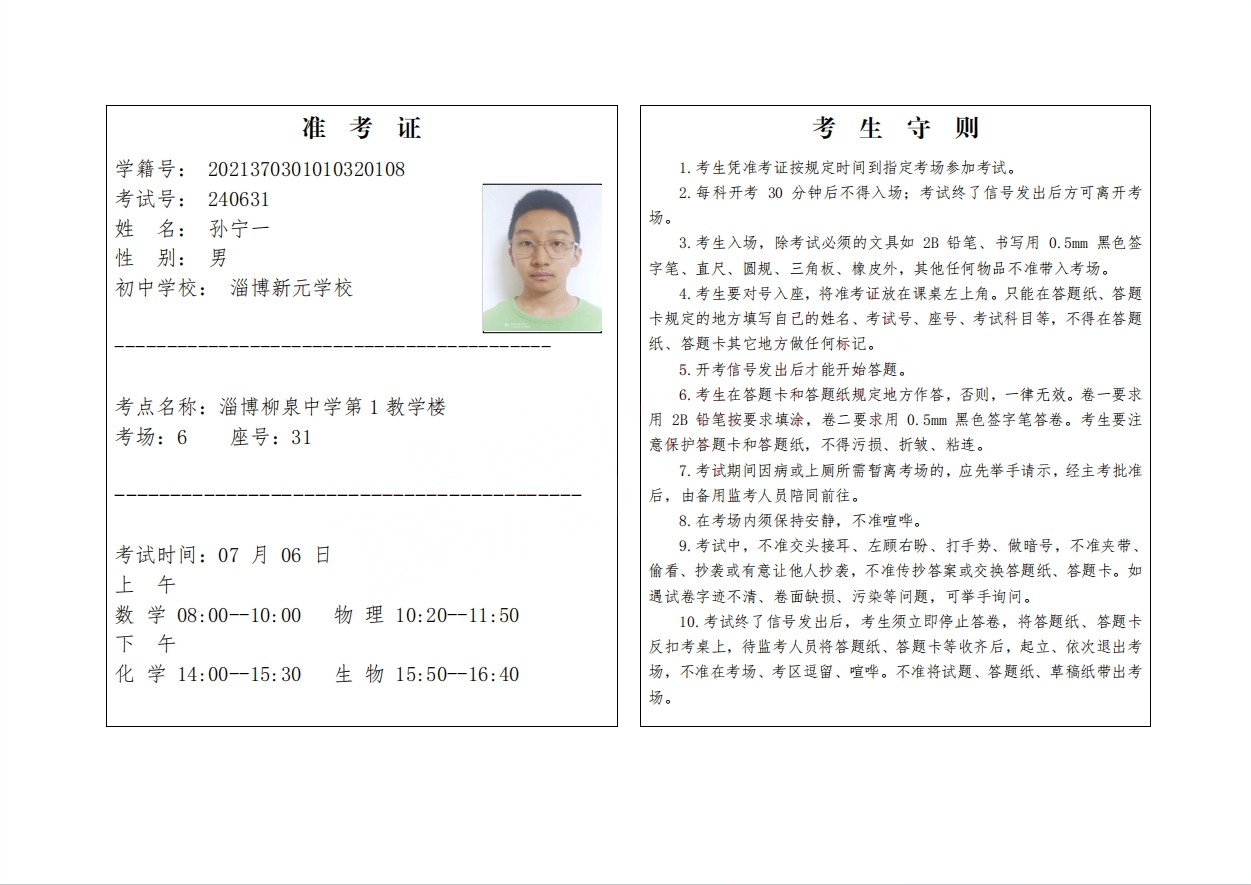 准 考 证
学籍号： 2021370301010320108
考试号： 240631
姓 名： 孙宁一
性 别： 男
初中学校： 淄博新元学校
考点名称：淄博柳泉中学第1教学楼
考场：6 座号：31
考试时间：07 月 06 日
上 午
数 学 08:00--10:00 物 理 10:20--11:50
下 午
化 学 14:00--15:30 生 物 15:50--16:40
考 生 守 则
1.考生凭准考证按规定时间到指定考场参加考试。
2.每科开考 30 分钟后不得入场；考试终了信号发出后方可离开考
场。
3.考生入场，除考试必须的文具如 2B 铅笔、书写用 0.5mm 黑色签
字笔、直尺、圆规、三角板、橡皮外，其他任何物品不准带入考场。
4.考生要对号入座，将准考证放在课桌左上角。只能在答题纸、答题
卡规定的地方填写自己的姓名、考试号、座号、考试科目等，不得在答题
纸、答题卡其它地方做任何标记。
5.开考信号发出后才能开始答题。
6.考生在答题卡和答题纸规定地方作答，否则，一律无效。卷一要求
用 2B 铅笔按要求填涂，卷二要求用 0.5mm 黑色签字笔答卷。考生要注
意保护答题卡和答题纸，不得污损、折皱、粘连。
7.考试期间因病或上厕所需暂离考场的，应先举手请示，经主考批准
后，由备用监考人员陪同前往。
8.在考场内须保持安静，不准喧哗。
9.考试中，不准交头接耳、左顾右盼、打手势、做暗号，不准夹带、
偷看、抄袭或有意让他人抄袭，不准传抄答案或交换答题纸、答题卡。如
遇试卷字迹不清、卷面缺损、污染等问题，可举手询问。
10.考试终了信号发出后，考生须立即停止答卷，将答题纸、答题卡
反扣考桌上，待监考人员将答题纸、答题卡等收齐后，起立、依次退出考
场，不准在考场、考区逗留、喧哗。不准将试题、答题纸、草稿纸带出考
场。